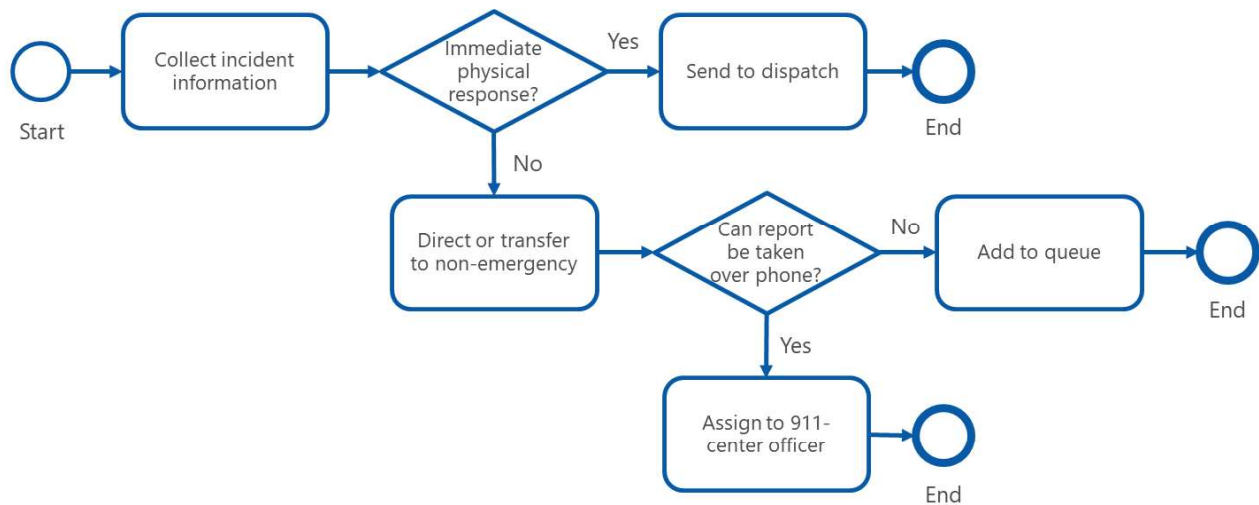 Collect incident
information
Immediate
physical
response?
Yes
Send to dispatch
Start
End
No
Direct or transfer
to non-emergency
Can report
be taken
over phone?
No
Add to queue
End
Yes
Assign to 911-
center officer
End